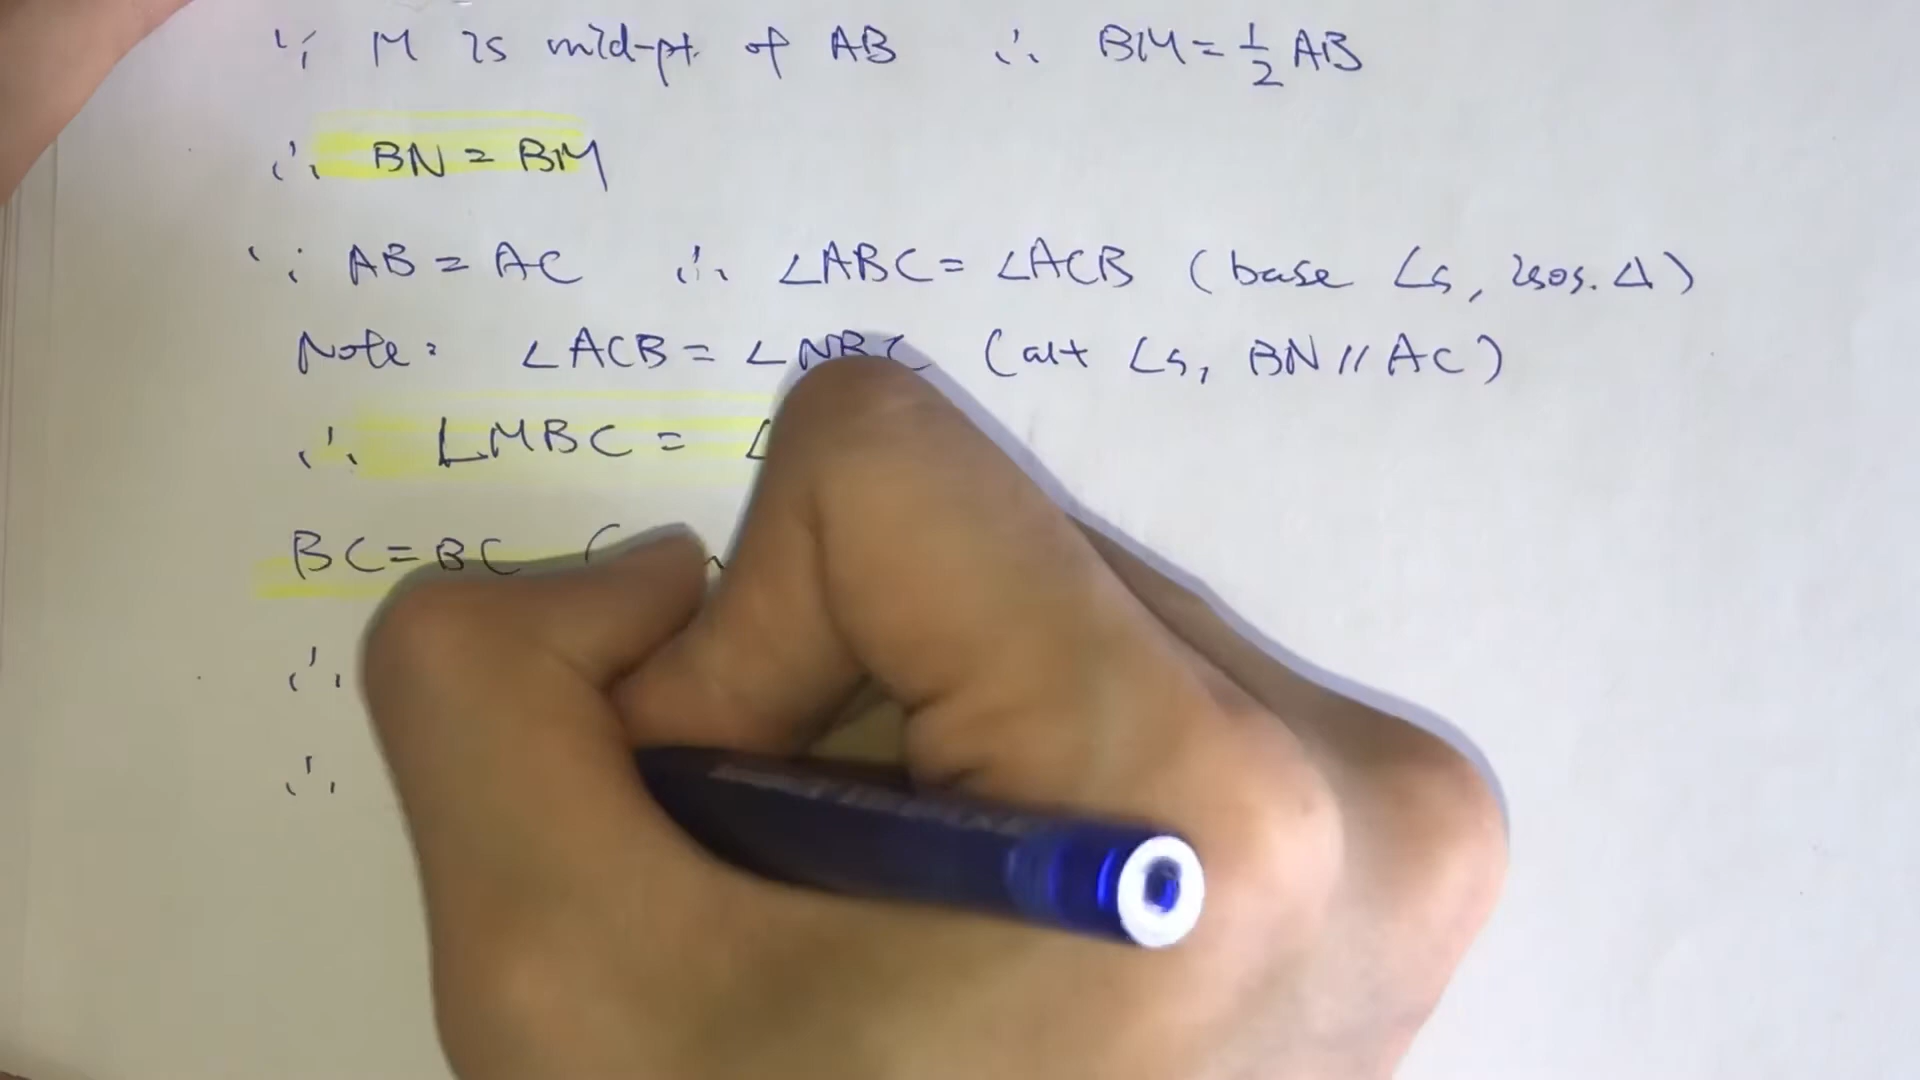 ∵ M is mid-pt. of AB ∴ BM = 1/2 AB
∴ BN = BM
∵ AB = AC ∴ ∠ABC = ∠ACB (base ∠s, isos. Δ)
Note: ∠ACB = ∠NBC (alt ∠s, BN // AC)
∴ ∠MBC = ∠
BC = BC (
∴
∴